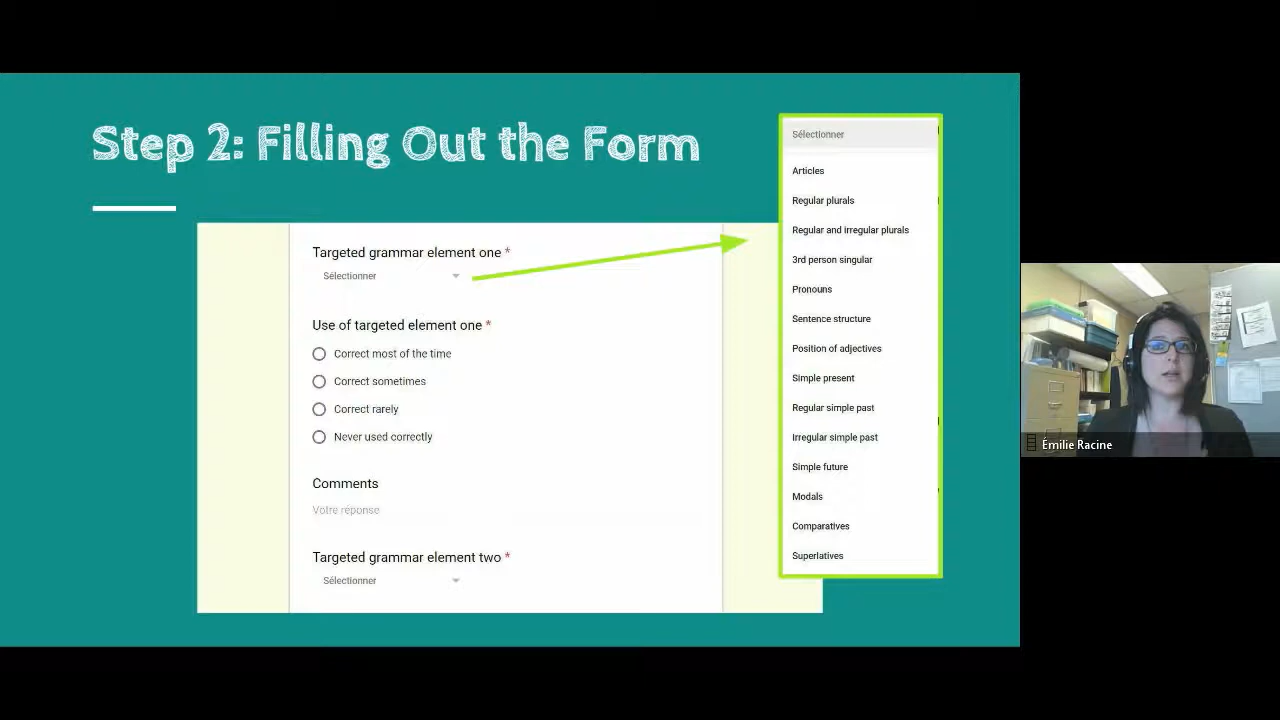 Step 2: Filling Out the Form
Targeted grammar element one *
Sélectionner
Use of targeted element one *
Correct most of the time
Correct sometimes
Correct rarely
Never used correctly
Comments
Votre réponse
Targeted grammar element two *
Sélectionner
Sélectionner
Articles
Regular plurals
Regular and irregular plurals
3rd person singular
Pronouns
Sentence structure
Position of adjectives
Simple present
Regular simple past
Irregular simple past
Simple future
Modals
Comparatives
Superlatives
Émilie Racine